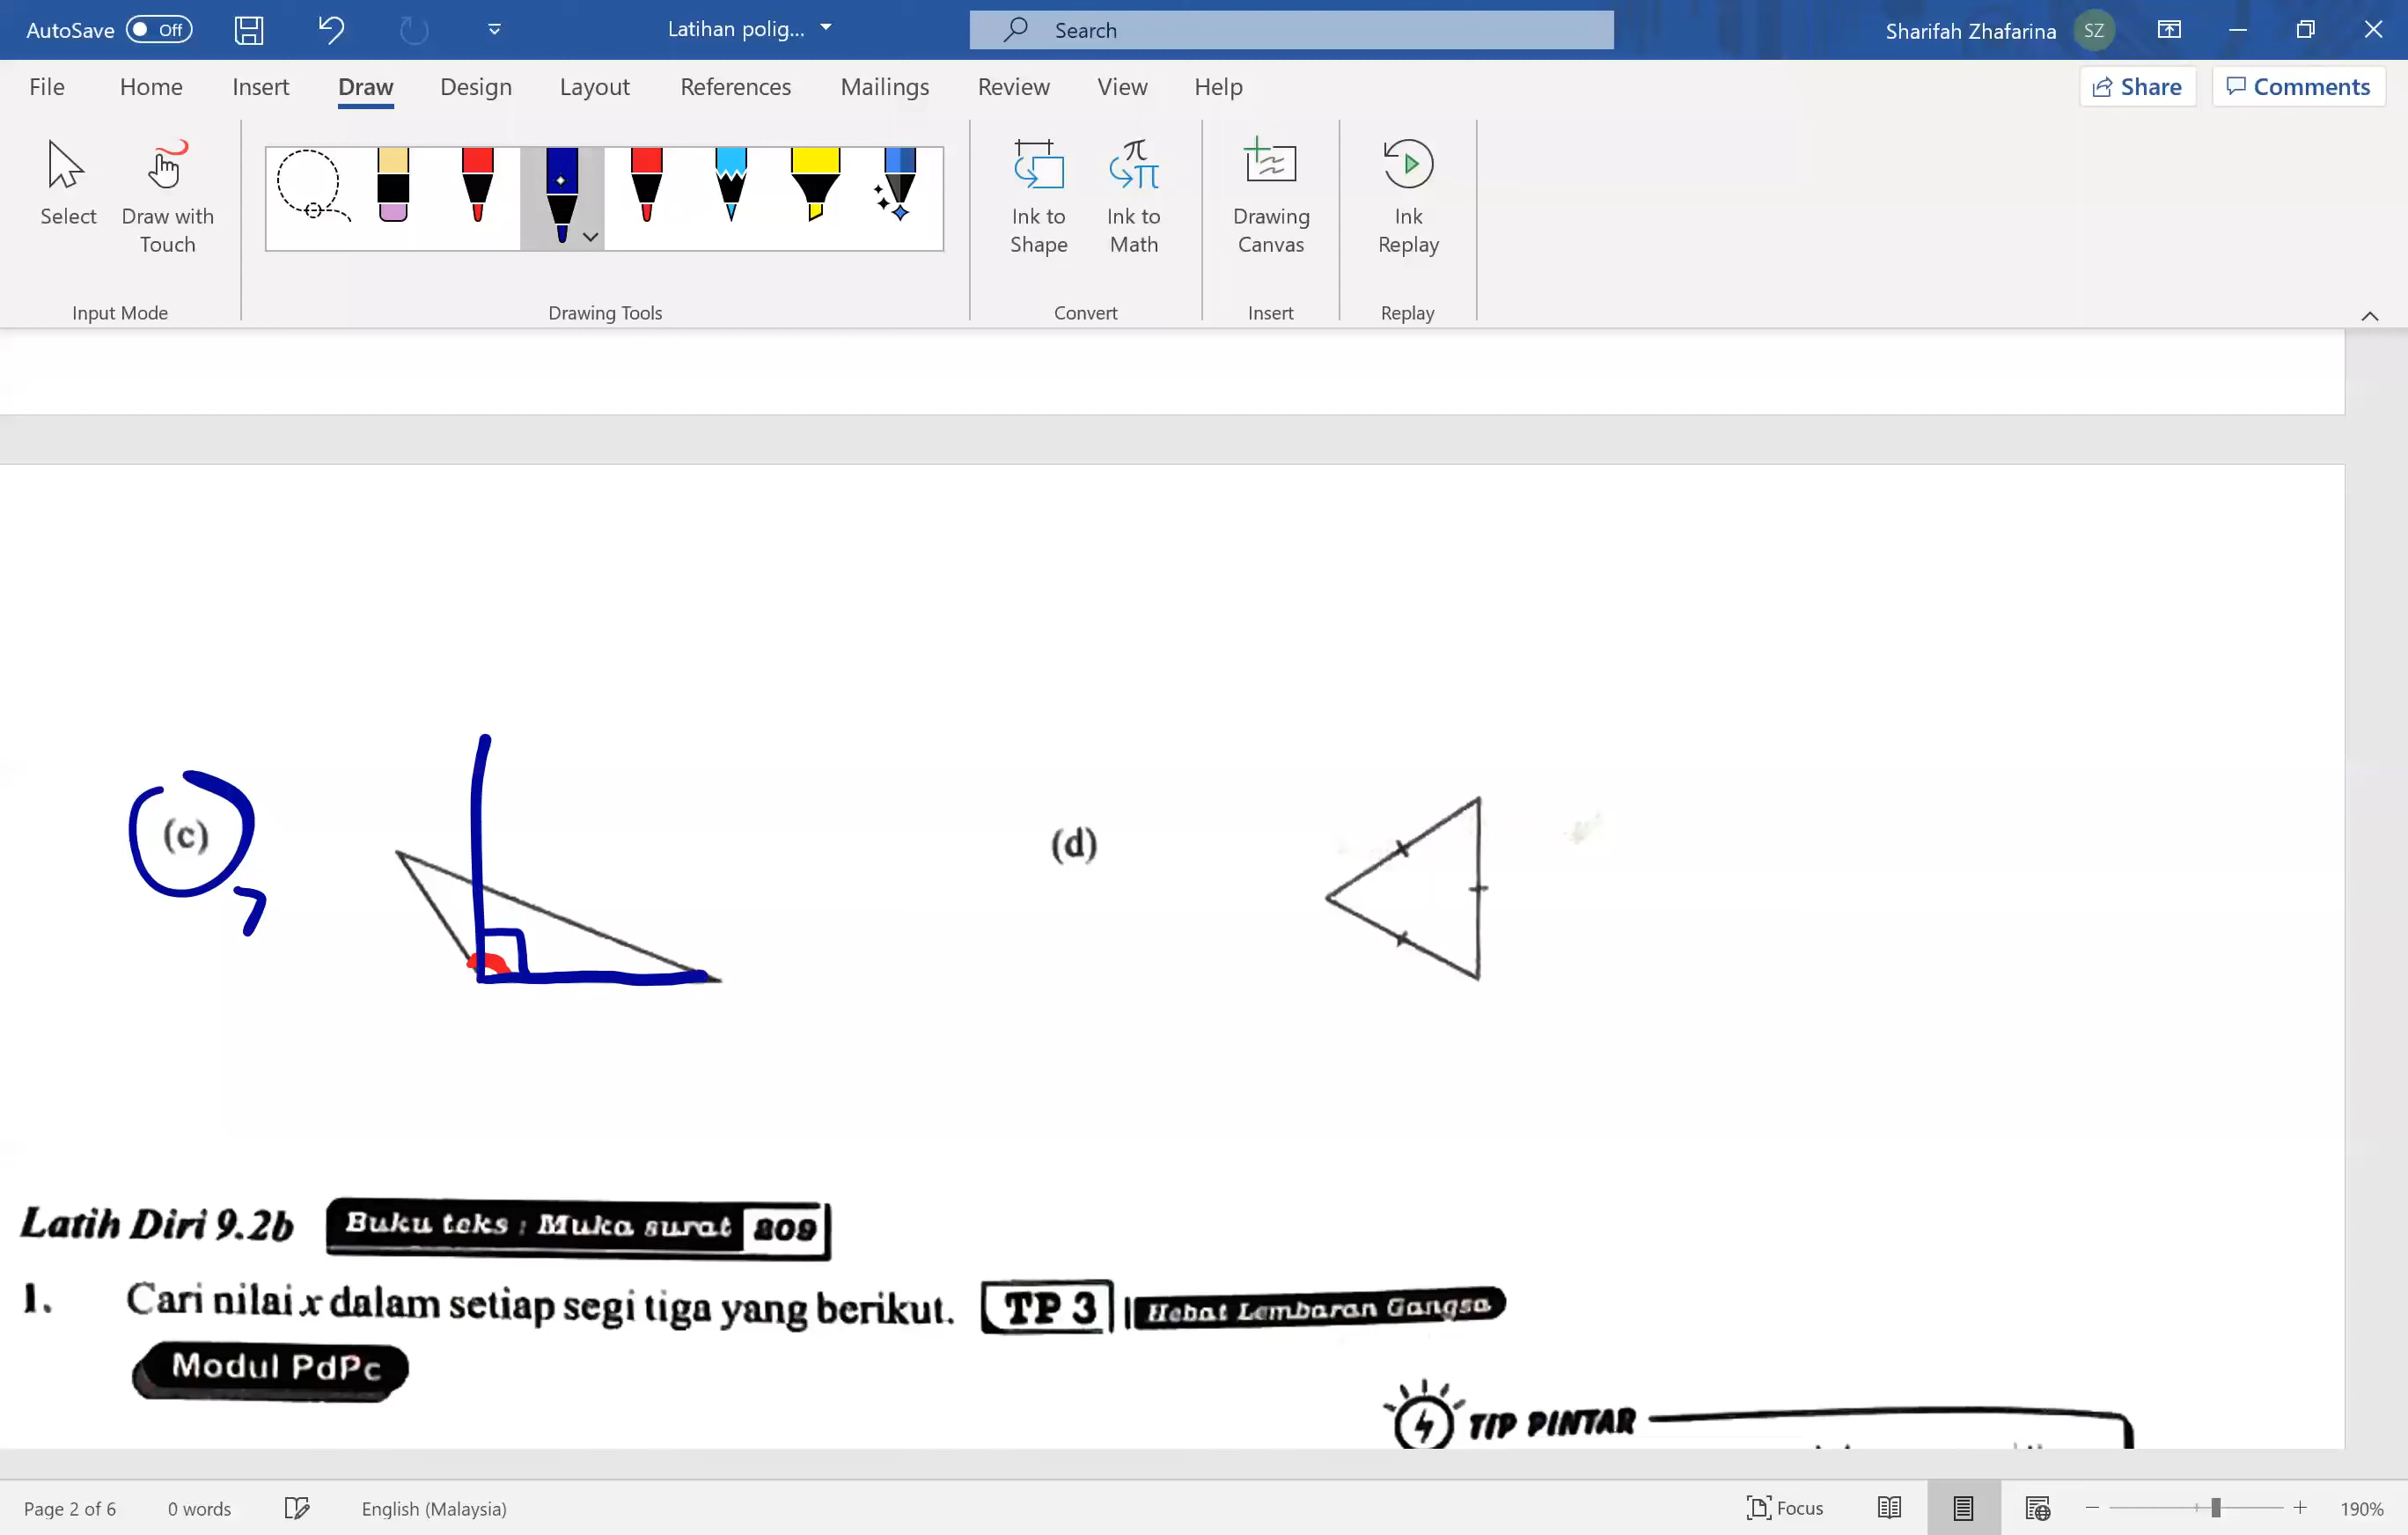 AutoSave Off Latihan polig... Search Sharifah Zhafarina SZ
File Home Insert Draw Design Layout References Mailings Review View Help Share Comments
Select Draw with Touch Ink to Shape Ink to Math Drawing Canvas Ink Replay
Input Mode Drawing Tools Convert Insert Replay
(c) (d)
Latih Diri 9.2b Buku teks : Muka surat 209
1. Cari nilai x dalam setiap segi tiga yang berikut. TP 3 Hebat Lembaran Gangsa
Modul PdPc
TIP PINTAR
Page 2 of 6 0 words English (Malaysia) Focus 190%